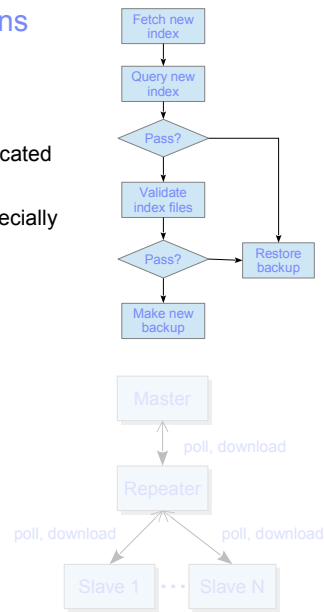 ns
cated
ecially
Fetch new
index
Query new
index
Pass?
Validate
index files
Pass?
Restore
backup
Make new
backup
Master
poll, download
Repeater
poll, download
poll, download
Slave 1
Slave N